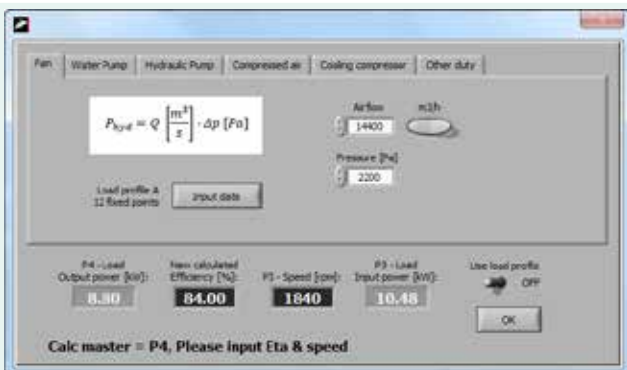 Fan Water Pump Hydraulic Pump Compressed air Cooling compressor Other duty
P_hyd = Q [m³/s] · Δp [Pa]
Airflow m3/h
14400
Pressure [Pa]
2200
Load profile A
12 fixed points
Input data
P4 - Load
Output power [kW]:
8.80
New calculated
Efficiency [%]:
84.00
P3 - Speed [rpm]:
1840
P3 - Load
Input power [kW]:
10.48
Use load profile
OFF
OK
Calc master = P4, Please input Eta & speed